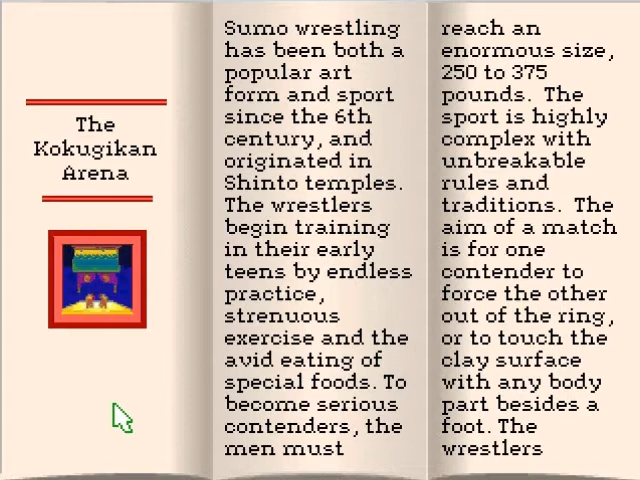 The
Kokugikan
Arena
Sumo wrestling
has been both a
popular art
form and sport
since the 6th
century, and
originated in
Shinto temples.
The wrestlers
begin training
in their early
teens by endless
practice,
strenuous
exercise and the
avid eating of
special foods. To
become serious
contenders, the
men must
reach an
enormous size,
250 to 375
pounds.  The
sport is highly
complex with
unbreakable
rules and
traditions.  The
aim of a match
is for one
contender to
force the other
out of the ring,
or to touch the
clay surface
with any body
part besides a
foot. The
wrestlers